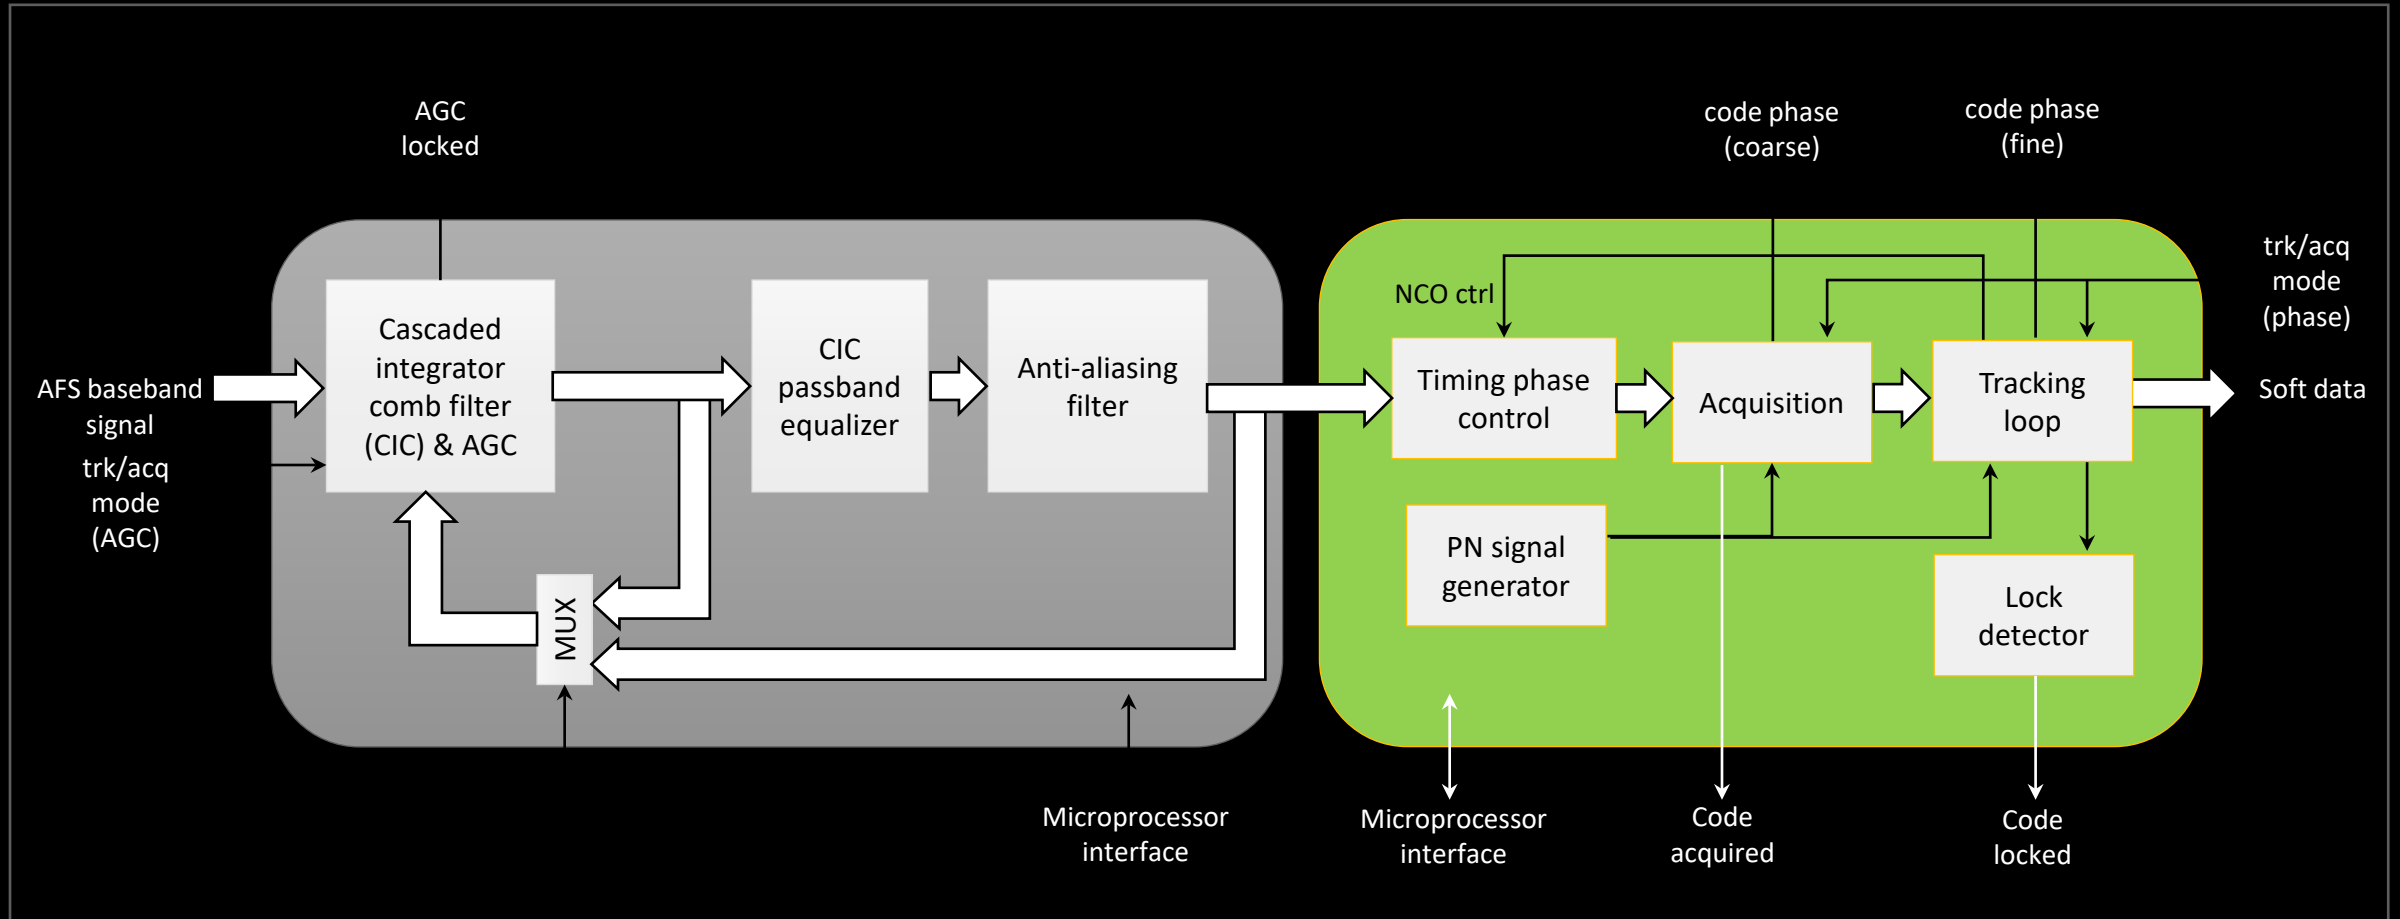 AGC
locked
code phase
(coarse)
code phase
(fine)
trk/acq
mode
(phase)
NCO ctrl
AFS baseband
signal
trk/acq
mode
(AGC)
Cascaded
integrator
comb filter
(CIC) & AGC
CIC
passband
equalizer
Anti-aliasing
filter
Timing phase
control
Acquisition
Tracking
loop
Soft data
MUX
PN signal
generator
Lock
detector
Microprocessor
interface
Microprocessor
interface
Code
acquired
Code
locked